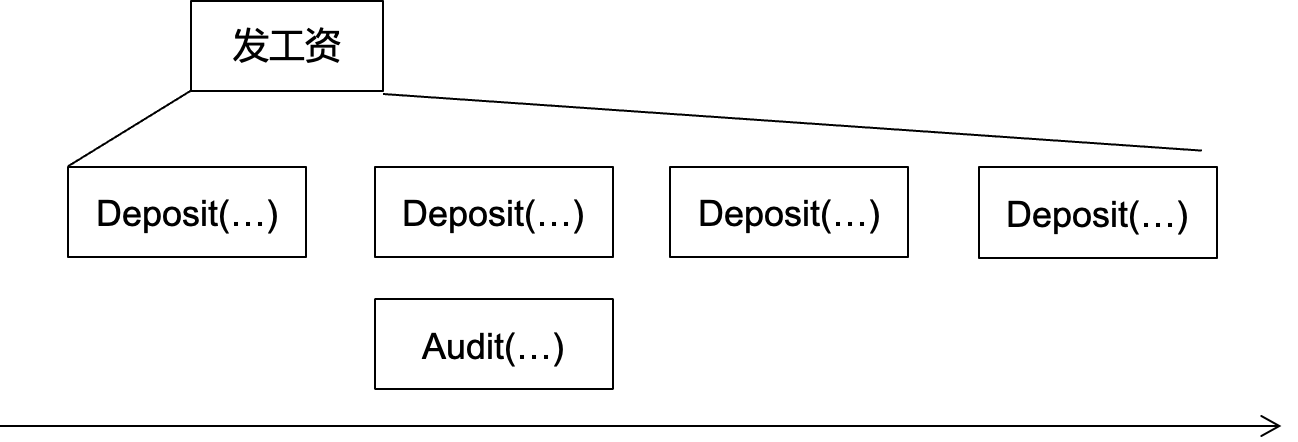 发工资
Deposit(…)
Deposit(…)
Deposit(…)
Deposit(…)
Audit(…)